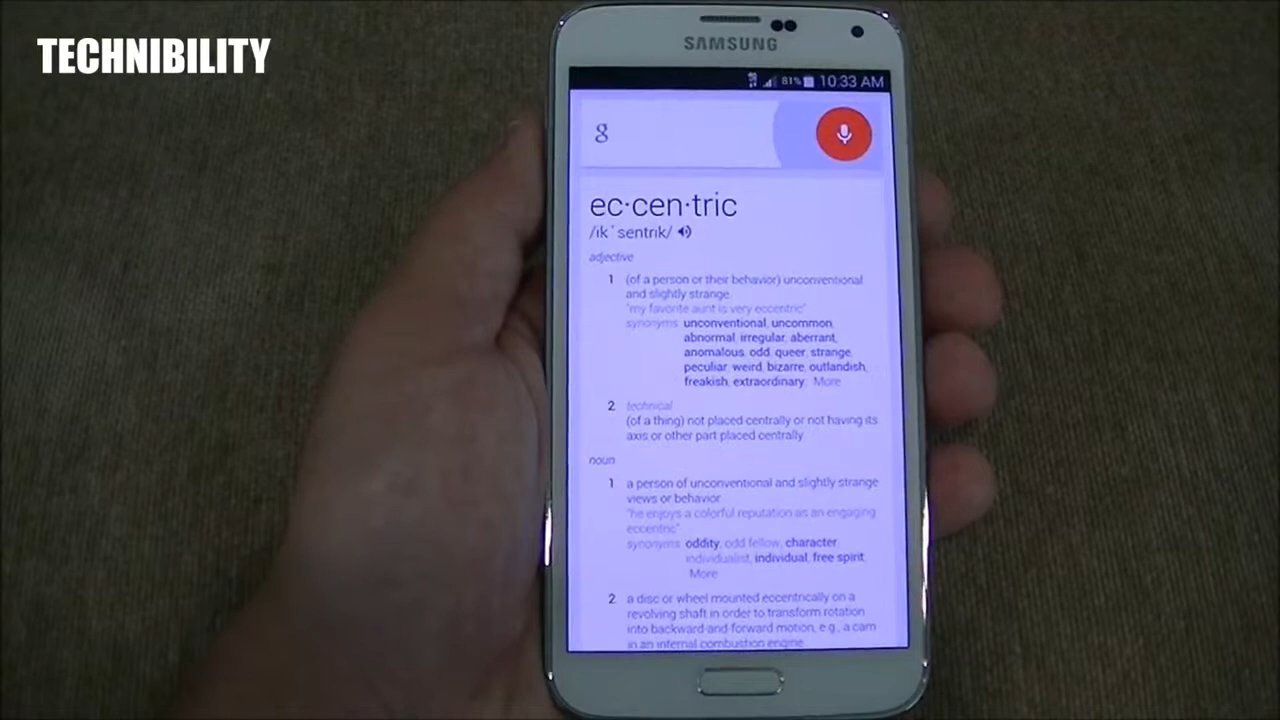 TECHNIBILITY
SAMSUNG
81% 10:33 AM
g
ec·cen·tric
/ikˈsentrik/
adjective
1 (of a person or their behavior) unconventional
and slightly strange.
"my favorite aunt is very eccentric"
synonyms: unconventional, uncommon,
abnormal, irregular, aberrant,
anomalous, odd, queer, strange,
peculiar, weird, bizarre, outlandish,
freakish, extraordinary; More
2 technical
(of a thing) not placed centrally or not having its
axis or other part placed centrally.
noun
1 a person of unconventional and slightly strange
views or behavior.
"he enjoys a colorful reputation as an engaging
eccentric"
synonyms: oddity, odd fellow, character,
individualist, individual, free spirit;
More
2 a disc or wheel mounted eccentrically on a
revolving shaft in order to transform rotation
into backward-and-forward motion, e.g., a cam
in an internal combustion engine.